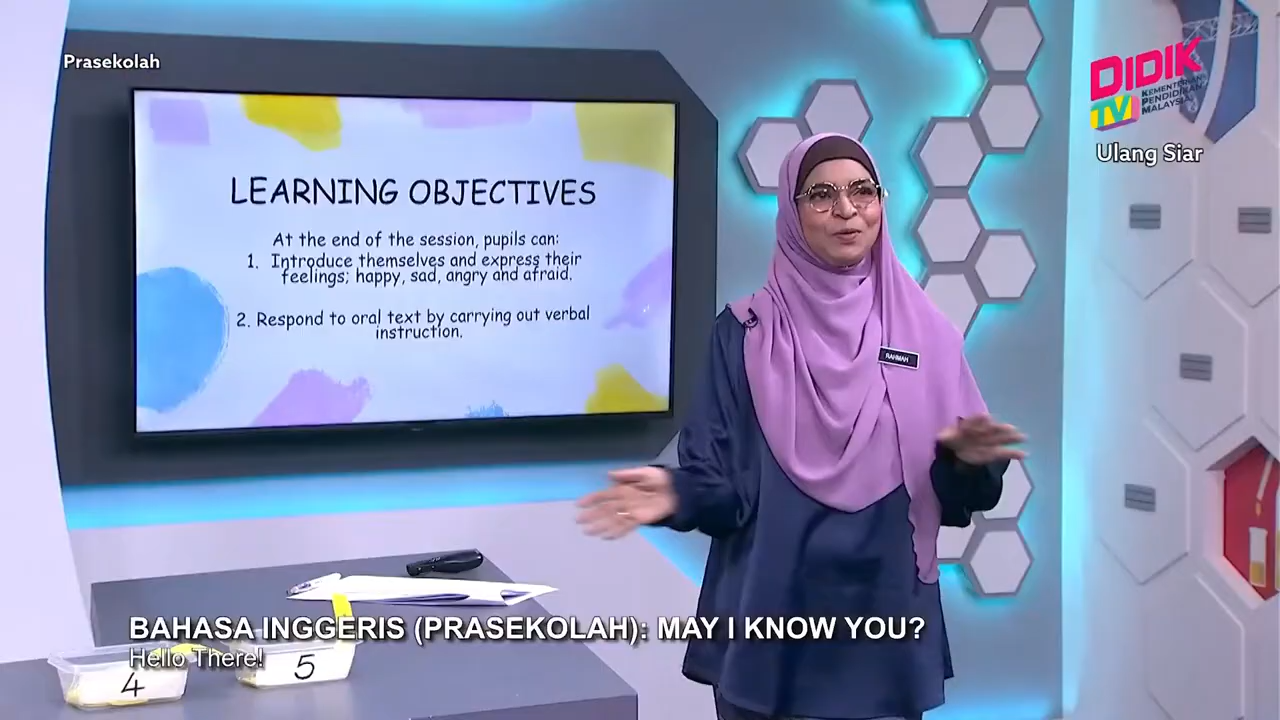 Prasekolah
DIDIK
TV
KEMENTERIAN
PENDIDIKAN
MALAYSIA
Ulang Siar
LEARNING OBJECTIVES
At the end of the session, pupils can:
1. Introduce themselves and express their
feelings; happy, sad, angry and afraid.
2. Respond to oral text by carrying out verbal
instruction.
RAHMAH
BAHASA INGGERIS (PRASEKOLAH): MAY I KNOW YOU?
Hello There!
4
5